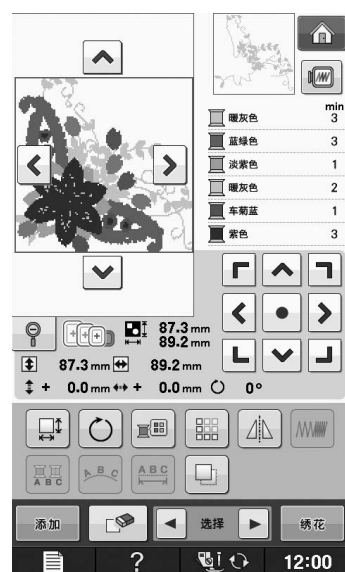 min
暖灰色 3
蓝绿色 3
淡紫色 1
暖灰色 2
车菊蓝 1
紫色 3
87.3 mm
89.2 mm
87.3 mm 89.2 mm
+ 0.0 mm + 0.0 mm 0°
A B C A B C A B C
添加 选择 绣花
? 12:00